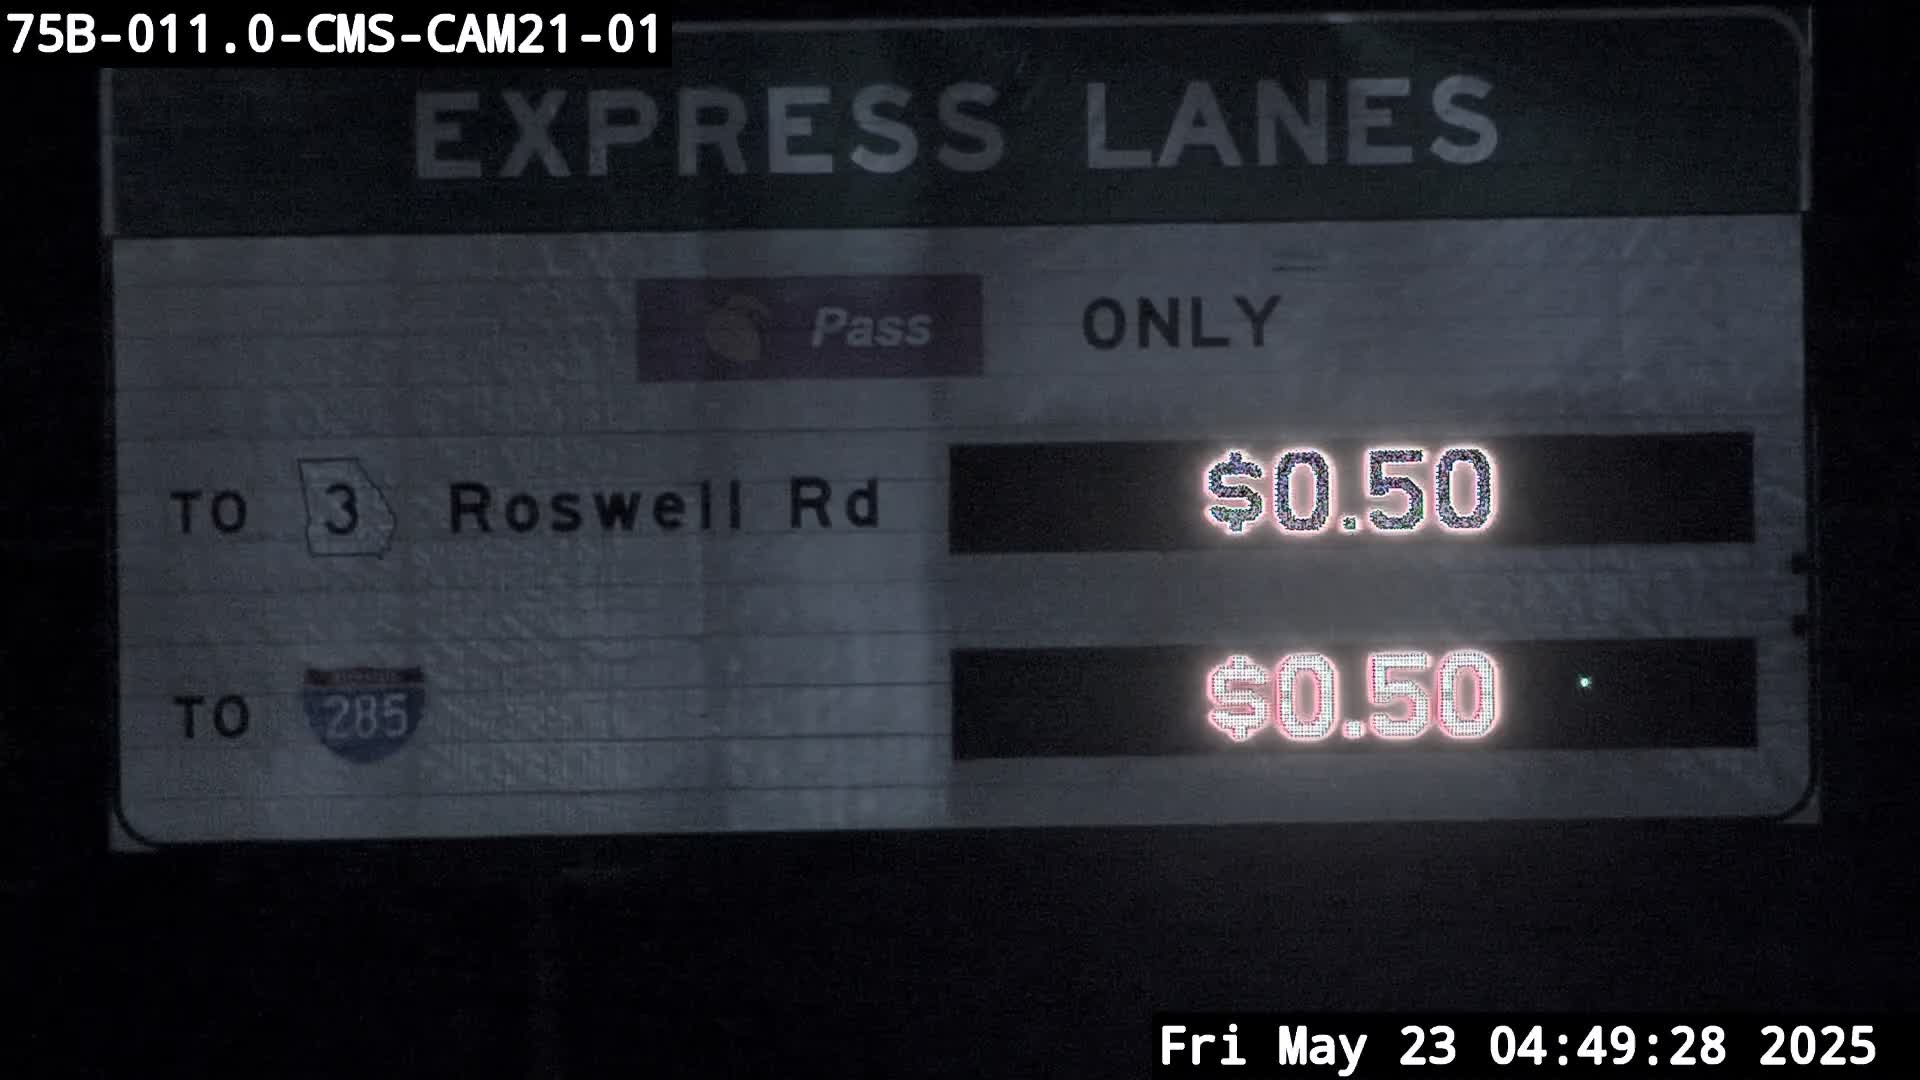 75B-011.0-CMS-CAM21-01
EXPRESS LANES
Pass ONLY
TO 3 Roswell Rd $0.50
TO 285 $0.50
Fri May 23 04:49:28 2025